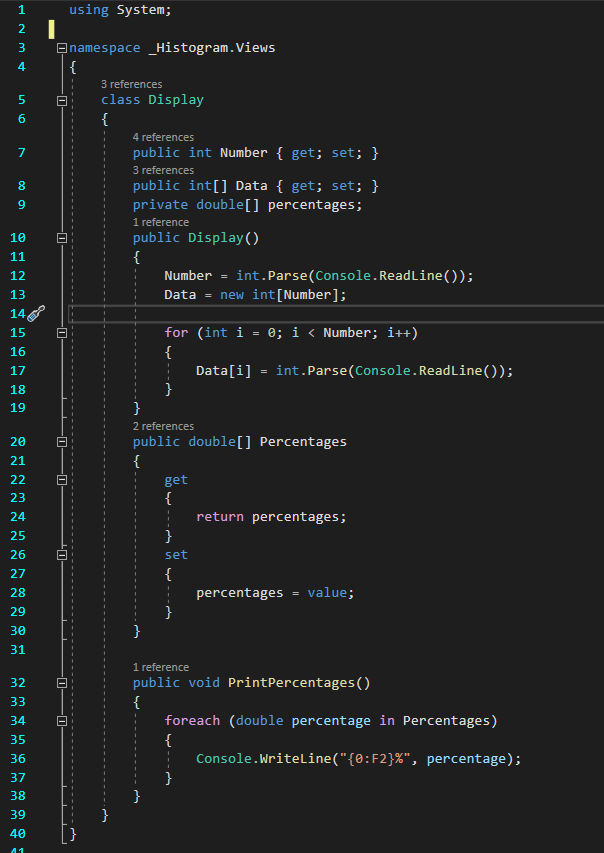 1 using System;
2
3 namespace _Histogram.Views
4 {
3 references
5 class Display
6 {
4 references
7 public int Number { get; set; }
3 references
8 public int[] Data { get; set; }
9 private double[] percentages;
1 reference
10 public Display()
11 {
12 Number = int.Parse(Console.ReadLine());
13 Data = new int[Number];
14
15 for (int i = 0; i < Number; i++)
16 {
17 Data[i] = int.Parse(Console.ReadLine());
18 }
19 }
2 references
20 public double[] Percentages
21 {
22 get
23 {
24 return percentages;
25 }
26 set
27 {
28 percentages = value;
29 }
30 }
31
1 reference
32 public void PrintPercentages()
33 {
34 foreach (double percentage in Percentages)
35 {
36 Console.WriteLine("{0:F2}%", percentage);
37 }
38 }
39 }
40 }
41